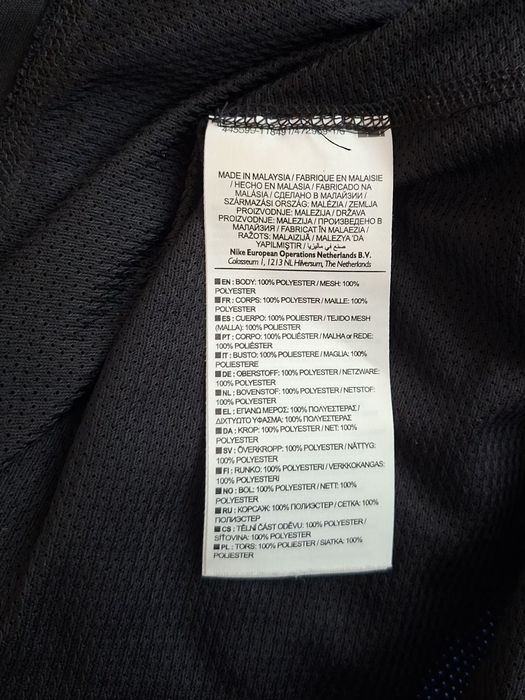 MADE IN MALAYSIA / FABRIQUE EN MALAISIE
/ HECHO EN MALASIA / FABRICADO NA
MALÁSIA / СДЕЛАНО В МАЛАЙЗИИ /
SZÁRMAZÁSI ORSZÁG: MALÉZIA / ZEMLJA
PROIZVODNJE: MALEZIJA / DRŽAVA
PROIZVODNJE: MALEZIJA / ПРОИЗВЕДЕНО В
МАЛАЙЗИЯ / FABRICAT ÎN MALAEZIA /
RAŽOTS: MALAIZIJĀ / MALEZYA 'DA
YAPILMIŞTIR / صنع في ماليزيا
Nike European Operations Netherlands B.V.
Colosseum 1, 1213 NL Hilversum, The Netherlands
EN : BODY: 100% POLYESTER / MESH: 100%
POLYESTER
FR : CORPS: 100% POLYESTER / MAILLE: 100%
POLYESTER
ES : CUERPO: 100% POLIÉSTER / TEJIDO MESH
(MALLA): 100% POLIÉSTER
PT : CORPO: 100% POLIÉSTER / MALHA or REDE:
100% POLIÉSTER
IT : BUSTO: 100% POLIESTERE / MAGLIA: 100%
POLIESTERE
DE : OBERSTOFF: 100% POLYESTER / NETZWARE:
100% POLYESTER
NL : BOVENSTOF: 100% POLYESTER / NETSTOF:
100% POLYESTER
EL : ΕΠΑΝΩ ΜΕΡΟΣ: 100% ΠΟΛΥΕΣΤΕΡΑΣ /
ΔΙΧΤΥΩΤΟ ΥΦΑΣΜΑ: 100% ΠΟΛΥΕΣΤΕΡΑΣ
DA : KROP: 100% POLYESTER / NET: 100%
POLYESTER
SV : ÖVERKROPP: 100% POLYESTER / NÄTTYG:
100% POLYESTER
FI : RUNKO: 100% POLYESTERI / VERKKOKANGAS:
100% POLYESTERI
NO : BOL: 100% POLYESTER / NETT: 100%
POLYESTER
RU : КОРСАЖ: 100% ПОЛИЭСТЕР / СЕТКА: 100%
ПОЛИЭСТЕР
CS : TĚLNÍ ČÁST ODĚVU: 100% POLYESTER /
SÍŤOVINA: 100% POLYESTER
PL : TORS: 100% POLIESTER / SIATKA: 100%
POLIESTER